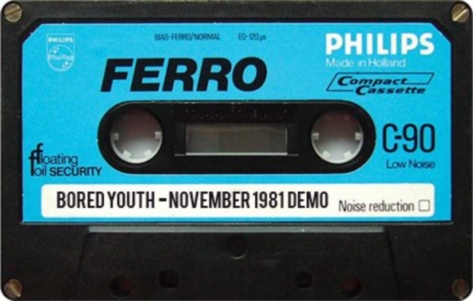 BIAS-FERRO/NORMAL EQ-120 µs
PHILIPS
Made in Holland
FERRO
Compact
Cassette
C-90
Low Noise
floating
foil SECURITY
BORED YOUTH - NOVEMBER 1981 DEMO
Noise reduction